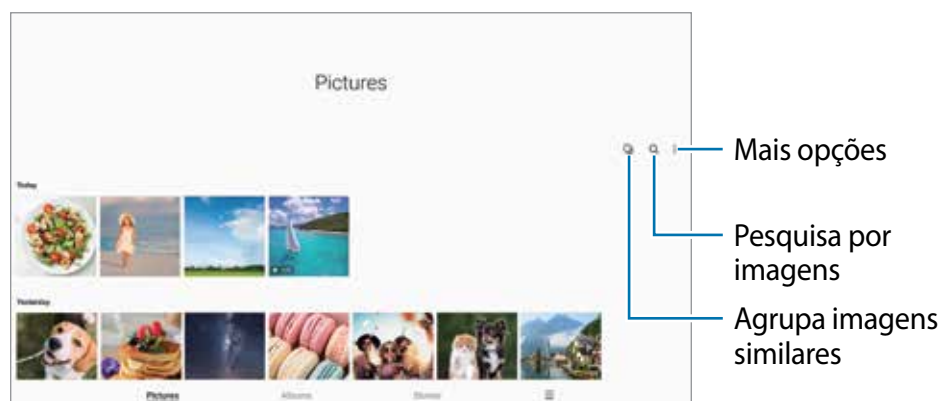 Pictures
Mais opções
Today
Pesquisa por
imagens
Yesterday
Agrupa imagens
similares
Pictures
Albums
Stories